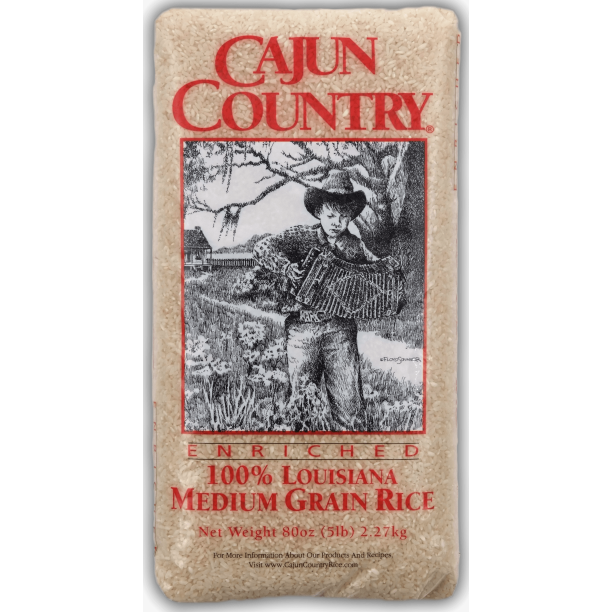 CAJUN
COUNTRY®
ENRICHED
100% LOUISIANA
MEDIUM GRAIN RICE
Net Weight 80oz (5lb) 2.27kg
For More Information About Our Products And Recipes,
Visit www.CajunCountryRice.com